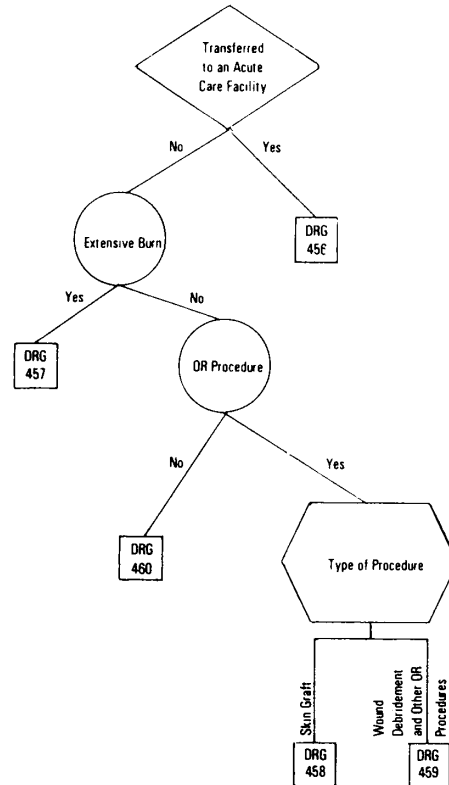 Transferred
to an Acute
Care Facility
No
Yes
Extensive Burn
DRG
456
Yes
No
DRG
457
OR Procedure
No
Yes
DRG
460
Type of Procedure
Skin Graft
Wound
Debridement
and Other OR
Procedures
DRG
458
DRG
459